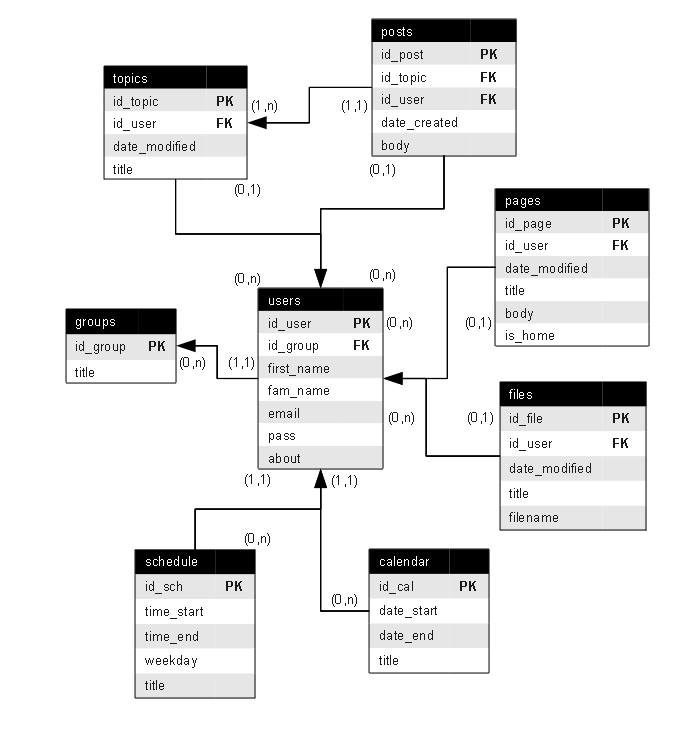 posts
id_post PK
id_topic FK
id_user FK
date_created
body
topics
id_topic PK
id_user FK
date_modified
title
(1,n)
(1,1)
(0,1)
(0,1)
pages
id_page PK
id_user FK
date_modified
title
body
is_home
(0,n)
(0,n)
users
id_user PK
id_group FK
first_name
fam_name
email
pass
about
(0,n)
(0,1)
groups
id_group PK
title
(0,n)
(1,1)
files
id_file PK
id_user FK
date_modified
title
filename
(0,n)
(0,1)
(1,1)
(1,1)
(0,n)
(0,n)
schedule
id_sch PK
time_start
time_end
weekday
title
calendar
id_cal PK
date_start
date_end
title